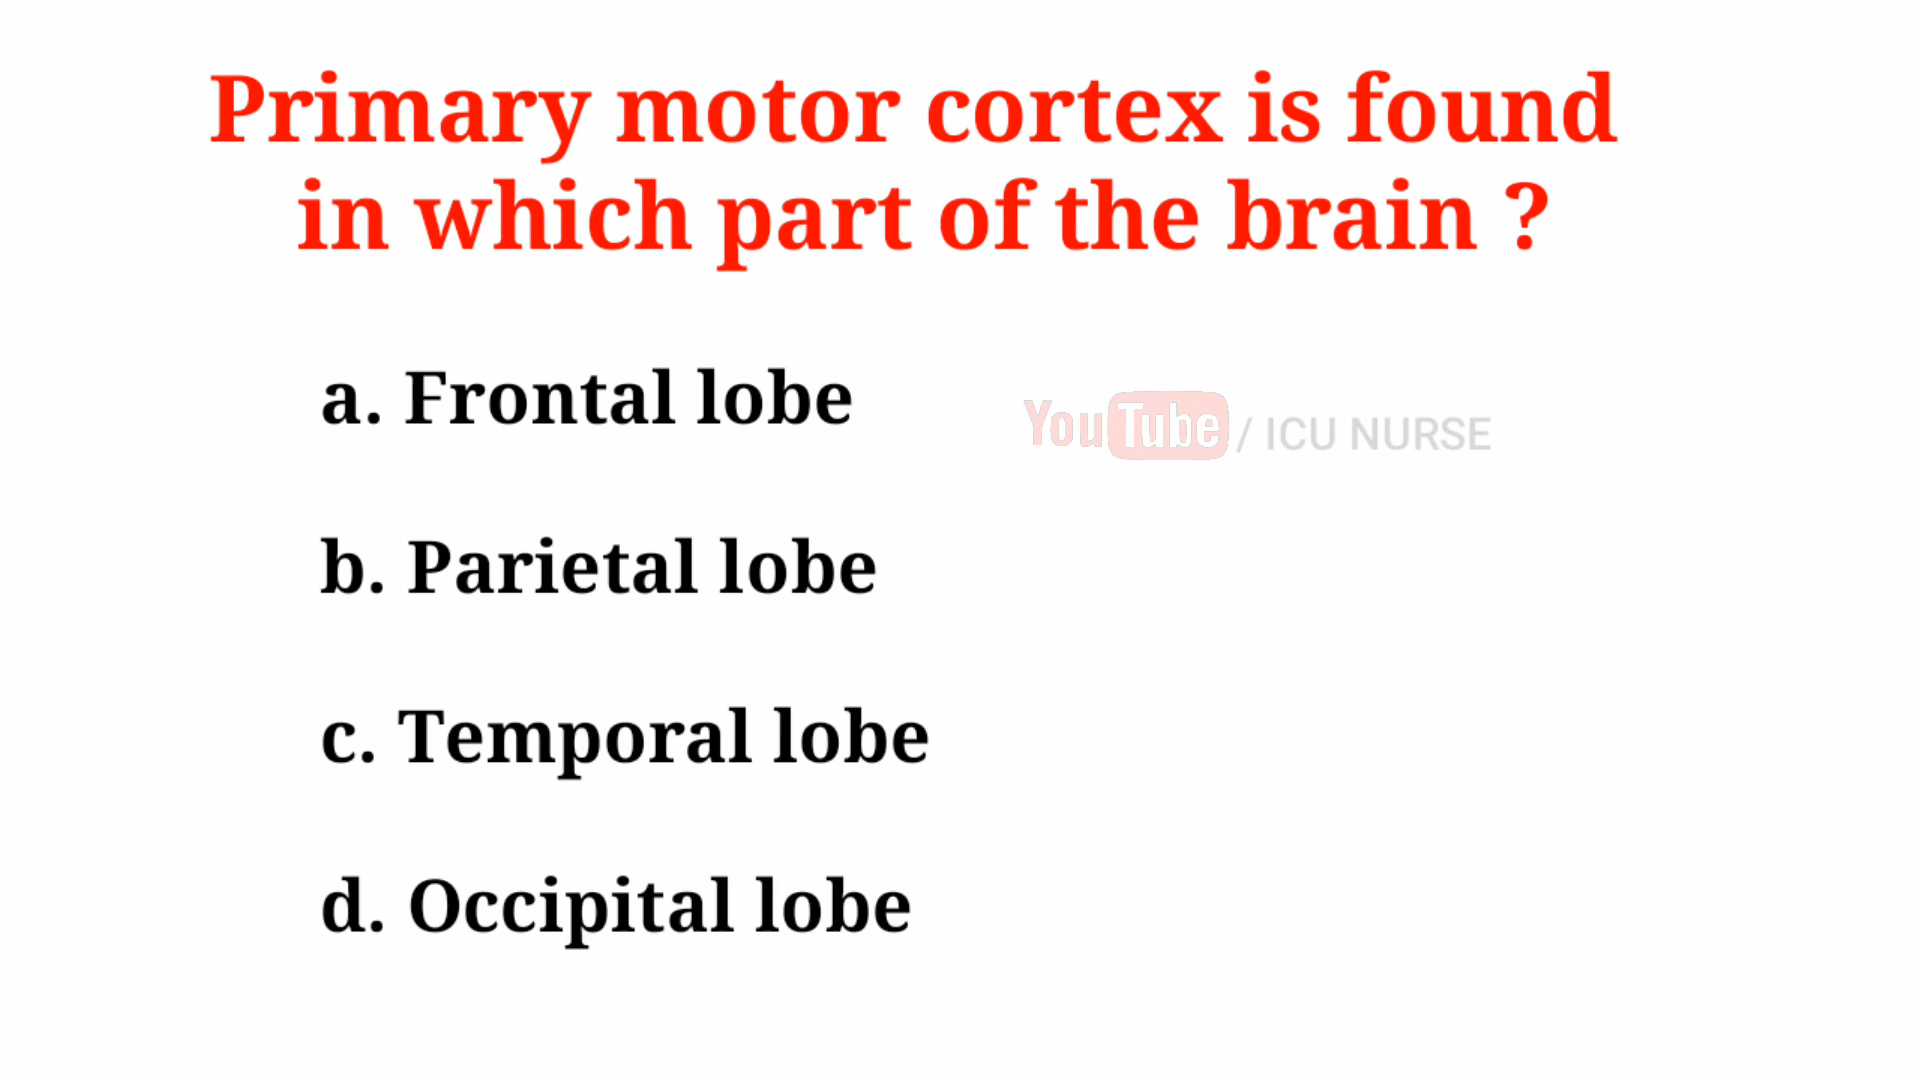 Primary motor cortex is found
in which part of the brain ?
a. Frontal lobe
YouTube / ICU NURSE
b. Parietal lobe
c. Temporal lobe
d. Occipital lobe